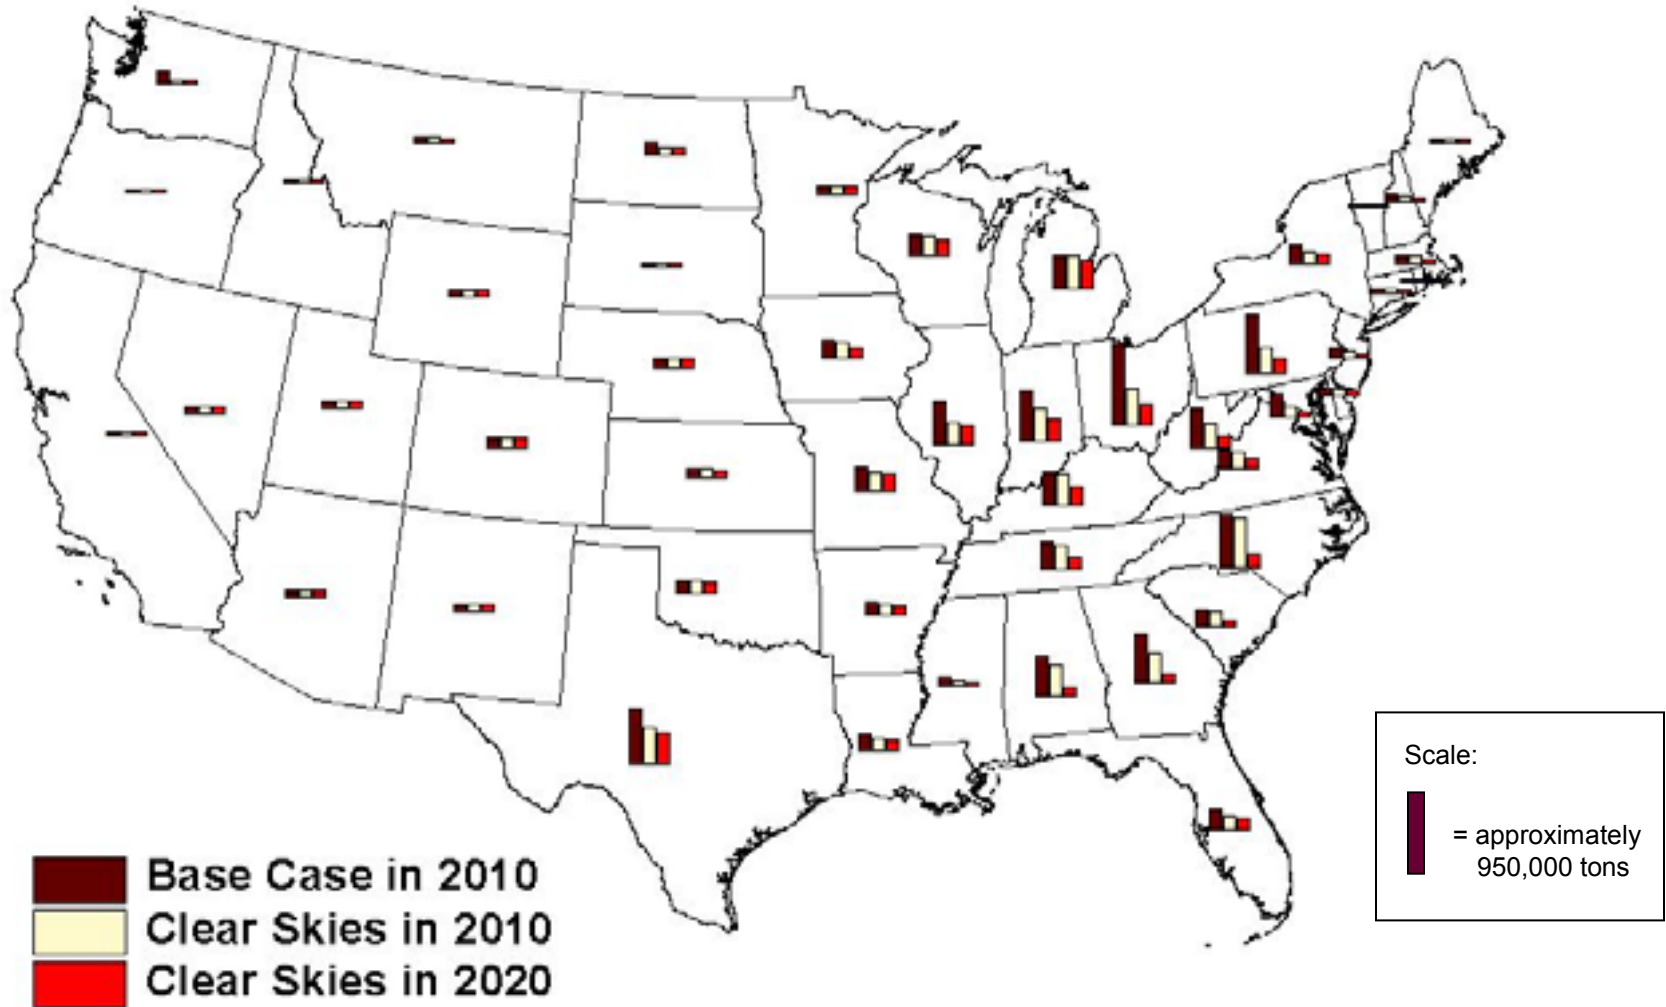 Scale:
= approximately
950,000 tons
Base Case in 2010
Clear Skies in 2010
Clear Skies in 2020